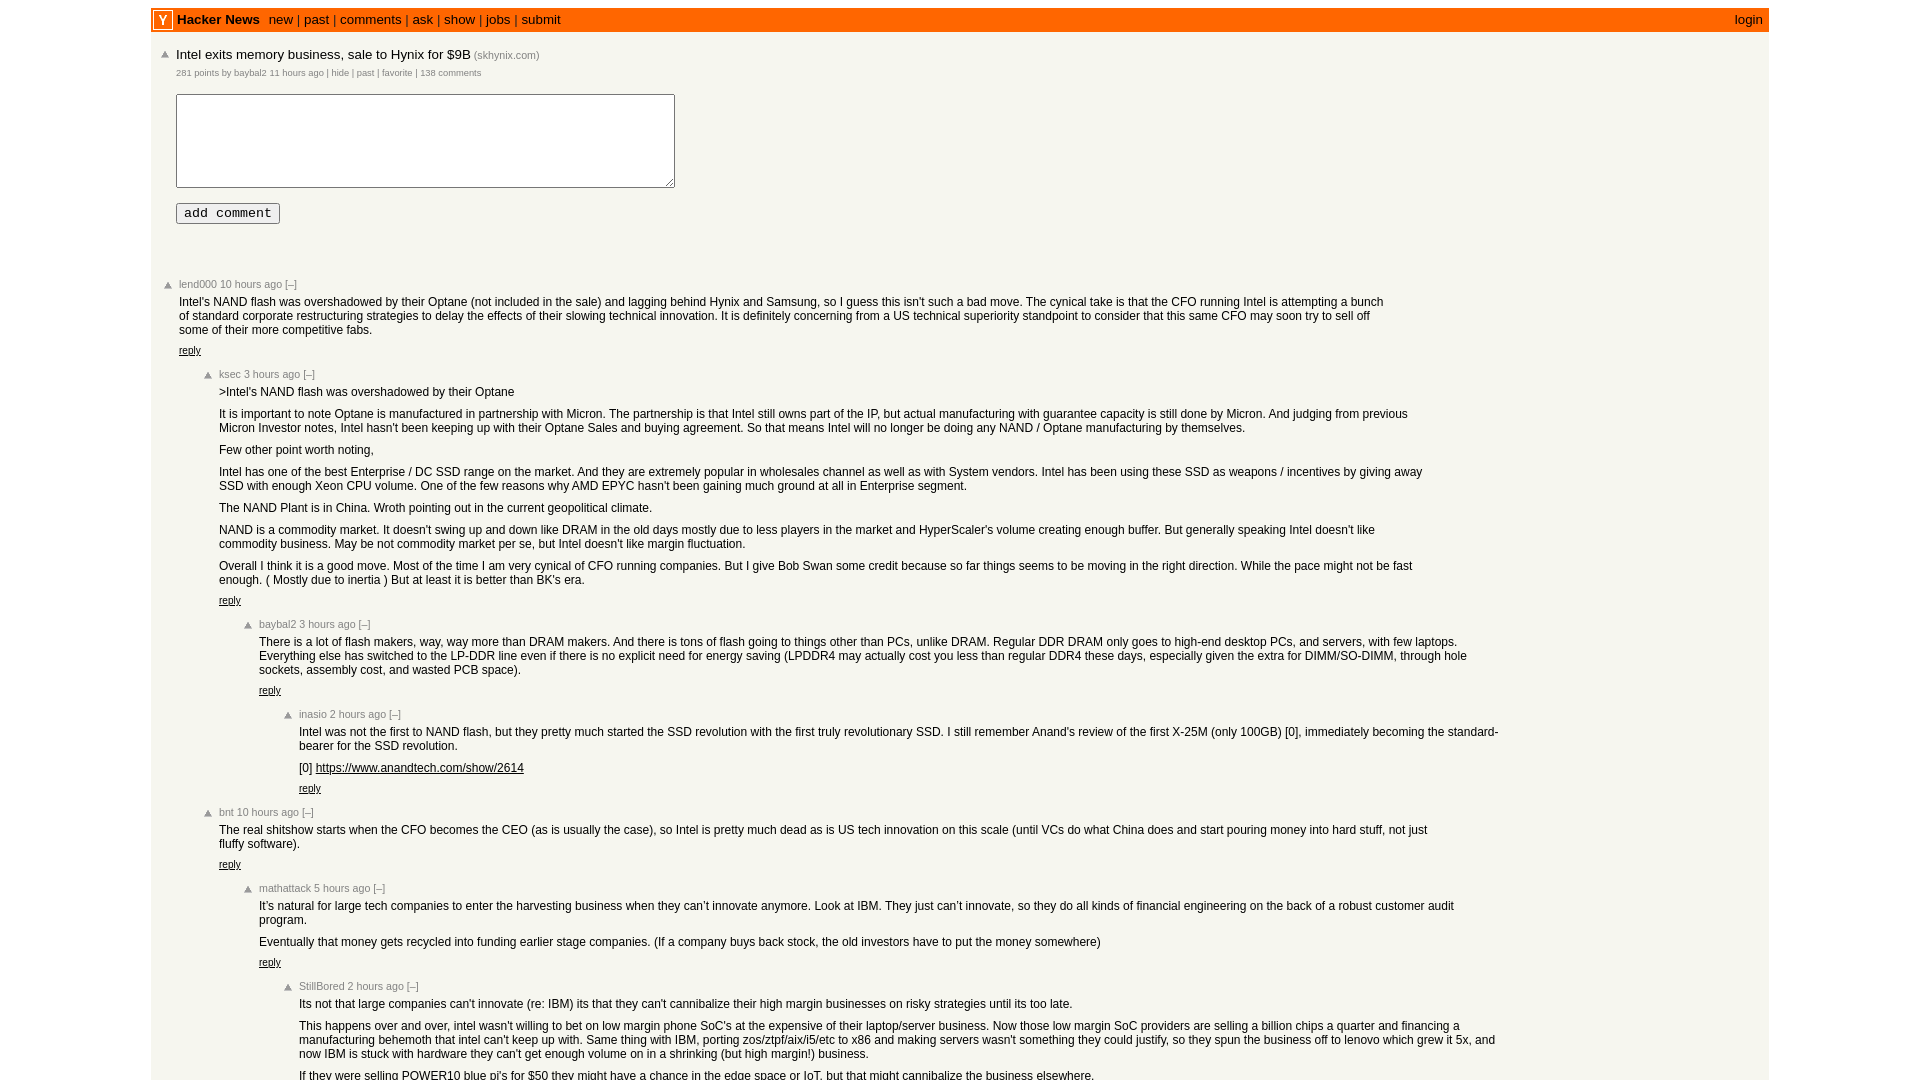 Y Hacker News new | past | comments | ask | show | jobs | submit login
Intel exits memory business, sale to Hynix for $9B (skhynix.com)
281 points by baybal2 11 hours ago | hide | past | favorite | 138 comments
add comment
lend000 10 hours ago [–]
Intel's NAND flash was overshadowed by their Optane (not included in the sale) and lagging behind Hynix and Samsung, so I guess this isn't such a bad move. The cynical take is that the CFO running Intel is attempting a bunch
of standard corporate restructuring strategies to delay the effects of their slowing technical innovation. It is definitely concerning from a US technical superiority standpoint to consider that this same CFO may soon try to sell off
some of their more competitive fabs.
reply
ksec 3 hours ago [–]
>Intel's NAND flash was overshadowed by their Optane
It is important to note Optane is manufactured in partnership with Micron. The partnership is that Intel still owns part of the IP, but actual manufacturing with guarantee capacity is still done by Micron. And judging from previous
Micron Investor notes, Intel hasn't been keeping up with their Optane Sales and buying agreement. So that means Intel will no longer be doing any NAND / Optane manufacturing by themselves.
Few other point worth noting,
Intel has one of the best Enterprise / DC SSD range on the market. And they are extremely popular in wholesales channel as well as with System vendors. Intel has been using these SSD as weapons / incentives by giving away
SSD with enough Xeon CPU volume. One of the few reasons why AMD EPYC hasn't been gaining much ground at all in Enterprise segment.
The NAND Plant is in China. Wroth pointing out in the current geopolitical climate.
NAND is a commodity market. It doesn't swing up and down like DRAM in the old days mostly due to less players in the market and HyperScaler's volume creating enough buffer. But generally speaking Intel doesn't like
commodity business. May be not commodity market per se, but Intel doesn't like margin fluctuation.
Overall I think it is a good move. Most of the time I am very cynical of CFO running companies. But I give Bob Swan some credit because so far things seems to be moving in the right direction. While the pace might not be fast
enough. ( Mostly due to inertia ) But at least it is better than BK's era.
reply
baybal2 3 hours ago [–]
There is a lot of flash makers, way, way more than DRAM makers. And there is tons of flash going to things other than PCs, unlike DRAM. Regular DDR DRAM only goes to high-end desktop PCs, and servers, with few laptops.
Everything else has switched to the LP-DDR line even if there is no explicit need for energy saving (LPDDR4 may actually cost you less than regular DDR4 these days, especially given the extra for DIMM/SO-DIMM, through hole
sockets, assembly cost, and wasted PCB space).
reply
inasio 2 hours ago [–]
Intel was not the first to NAND flash, but they pretty much started the SSD revolution with the first truly revolutionary SSD. I still remember Anand's review of the first X-25M (only 100GB) [0], immediately becoming the standard-
bearer for the SSD revolution.
[0] https://www.anandtech.com/show/2614
reply
bnt 10 hours ago [–]
The real shitshow starts when the CFO becomes the CEO (as is usually the case), so Intel is pretty much dead as is US tech innovation on this scale (until VCs do what China does and start pouring money into hard stuff, not just
fluffy software).
reply
mathattack 5 hours ago [–]
It’s natural for large tech companies to enter the harvesting business when they can’t innovate anymore. Look at IBM. They just can’t innovate, so they do all kinds of financial engineering on the back of a robust customer audit
program.
Eventually that money gets recycled into funding earlier stage companies. (If a company buys back stock, the old investors have to put the money somewhere)
reply
StillBored 2 hours ago [–]
Its not that large companies can't innovate (re: IBM) its that they can't cannibalize their high margin businesses on risky strategies until its too late.
This happens over and over, intel wasn't willing to bet on low margin phone SoC's at the expensive of their laptop/server business. Now those low margin SoC providers are selling a billion chips a quarter and financing a
manufacturing behemoth that intel can't keep up with. Same thing with IBM, porting zos/ztpf/aix/i5/etc to x86 and making servers wasn't something they could justify, so they spun the business off to lenovo which grew it 5x, and
now IBM is stuck with hardware they can't get enough volume on in a shrinking (but high margin!) business.
If they were selling POWER10 blue pi's for $50 they might have a chance in the edge space or IoT, but that might cannibalize the business elsewhere.